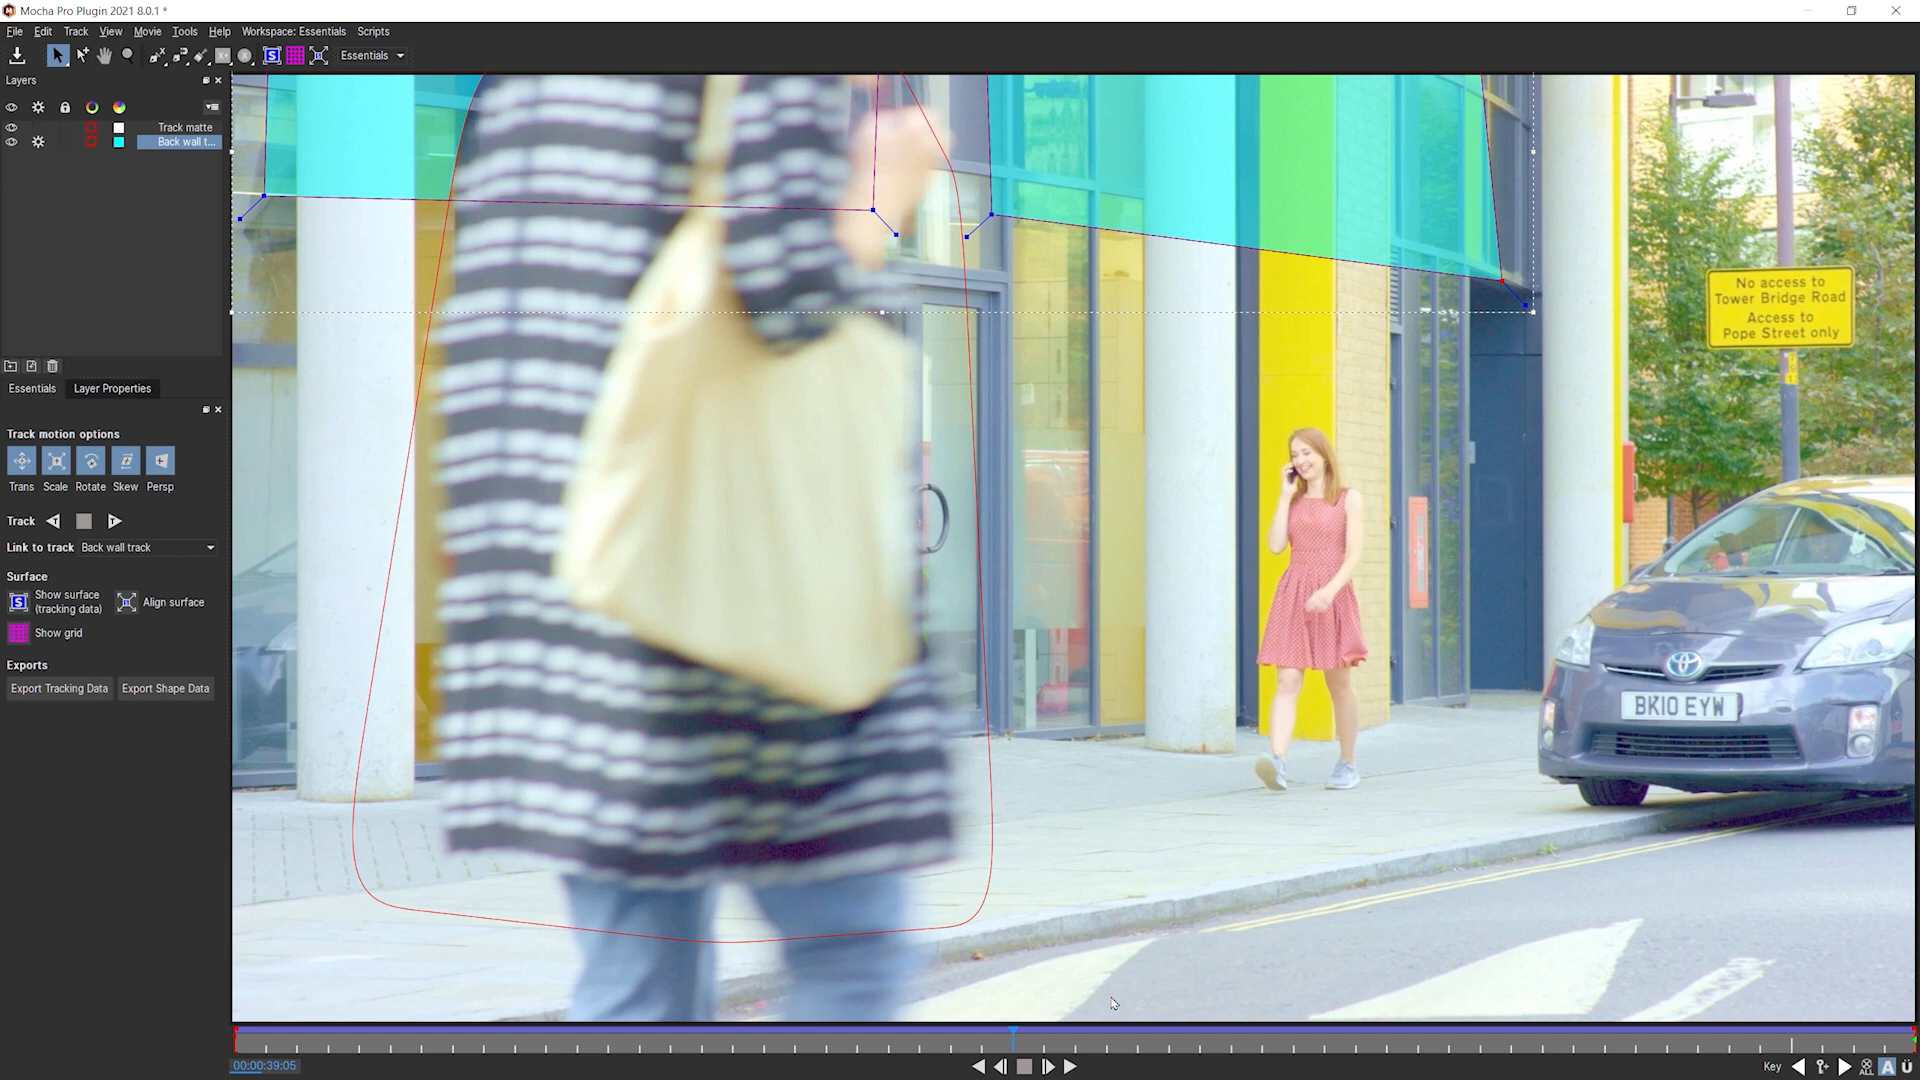 Mocha Pro Plugin 2021 8.0.1 *
File Edit Track View Movie Tools Help Workspace: Essentials Scripts
Essentials
Layers
Track matte
Back wall t...
Essentials Layer Properties
Track motion options
Trans Scale Rotate Skew Persp
Track
Link to track Back wall track
Surface
Show surface
(tracking data)
Align surface
Show grid
Exports
Export Tracking Data Export Shape Data
No access to
Tower Bridge Road
Access to
Pope Street only
BK10 EYW
00:00:39:05
Key
ALL
A
Ü